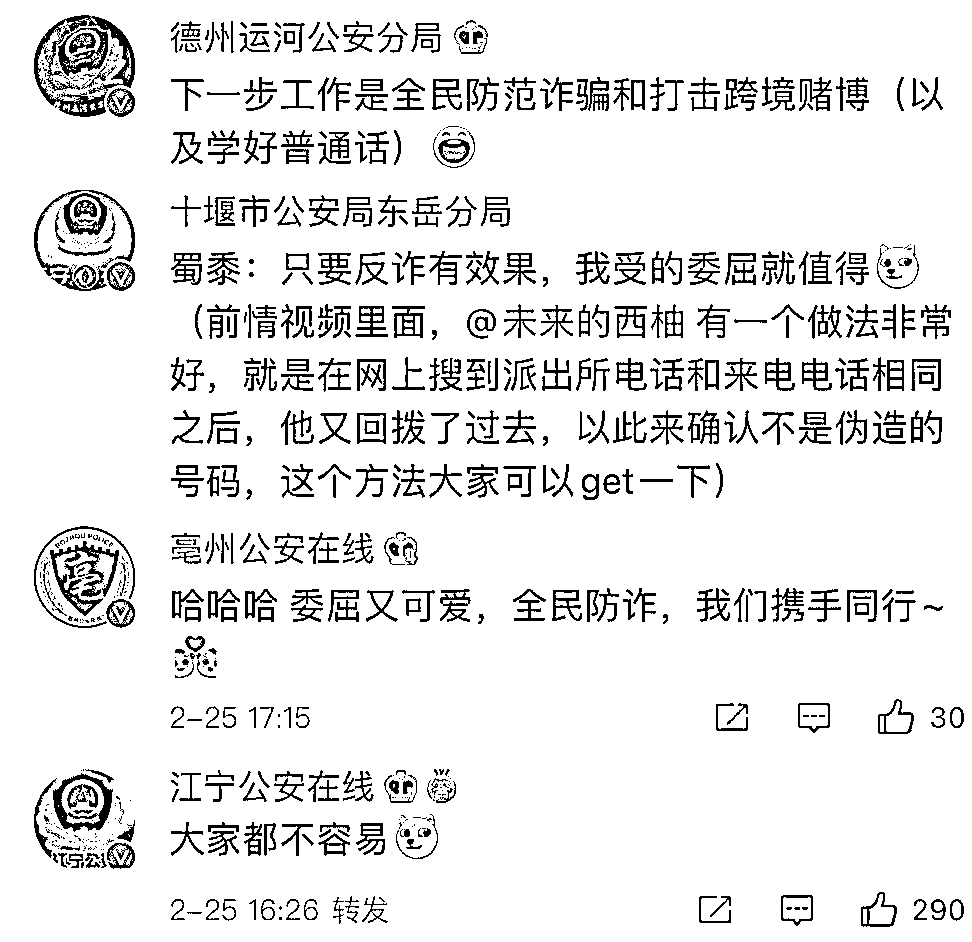 德州运河公安分局
下一步工作是全民防范诈骗和打击跨境赌博（以
及学好普通话）
十堰市公安局东岳分局
蜀黍：只要反诈有效果，我受的委屈就值得
（前情视频里面，@未来的西柚 有一个做法非常
好，就是在网上搜到派出所电话和来电电话相同
之后，他又回拨了过去，以此来确认不是伪造的
号码，这个方法大家可以get一下）
亳州公安在线
哈哈哈 委屈又可爱，全民防诈，我们携手同行~
2-25 17:15
30
江宁公安在线
大家都不容易
江宁公
2-25 16:26 转发
290